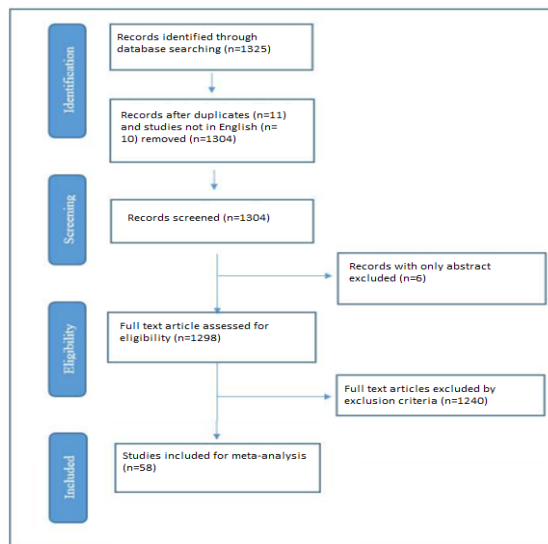 Identification
Records identified through
database searching (n=1325)
Records after duplicates (n=11)
and studies not in English (n=
10) removed (n=1304)
Screening
Records screened (n=1304)
Records with only abstract
excluded (n=6)
Eligibility
Full text article assessed for
eligibility (n=1298)
Full text articles excluded by
exclusion criteria (n=1240)
Included
Studies included for meta-analysis
(n=58)